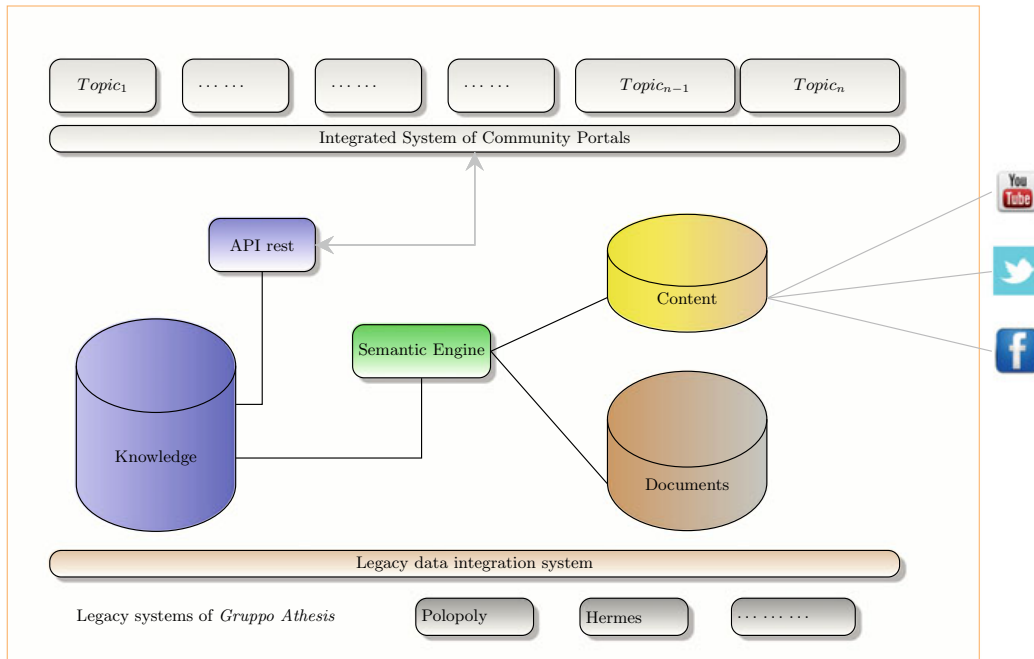 Topic₁ ...... ...... ...... Topicₙ₋₁ Topicₙ
Integrated System of Community Portals
You
Tube
API rest
Content
Semantic Engine
f
Knowledge
Documents
Legacy data integration system
Legacy systems of Gruppo Athesis Polopoly Hermes .........